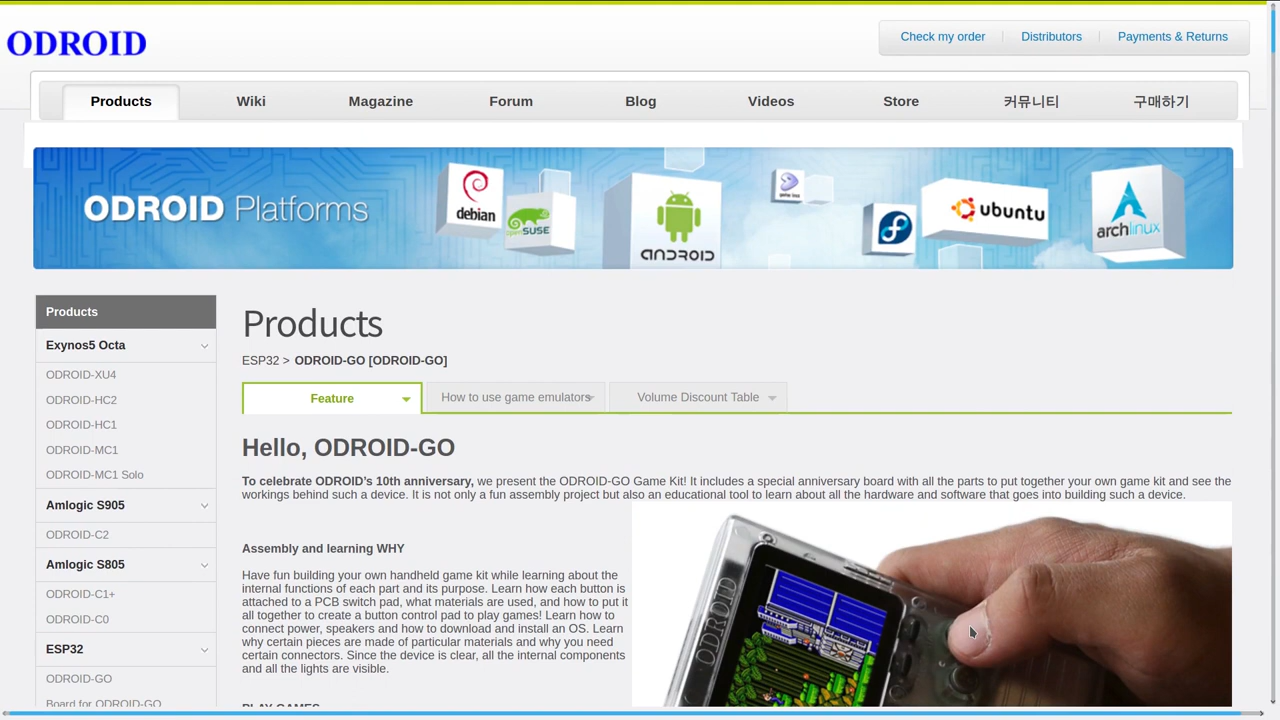 ODROID
Check my order
Distributors
Payments & Returns
Products
Wiki
Magazine
Forum
Blog
Videos
Store
커뮤니티
구매하기
ODROID Platforms
debian
openSUSE
ANDROID
ubuntu
archlinux
Products
Exynos5 Octa
ODROID-XU4
ODROID-HC2
ODROID-HC1
ODROID-MC1
ODROID-MC1 Solo
Amlogic S905
ODROID-C2
Amlogic S805
ODROID-C1+
ODROID-C0
ESP32
ODROID-GO
Board for ODROID-GO
Products
ESP32 > ODROID-GO [ODROID-GO]
Feature
How to use game emulators
Volume Discount Table
Hello, ODROID-GO
To celebrate ODROID's 10th anniversary, we present the ODROID-GO Game Kit! It includes a special anniversary board with all the parts to put together your own game kit and see the
workings behind such a device. It is not only a fun assembly project but also an educational tool to learn about all the hardware and software that goes into building such a device.
Assembly and learning WHY
Have fun building your own handheld game kit while learning about the
internal functions of each part and its purpose. Learn how each button is
attached to a PCB switch pad, what materials are used, and how to put it
all together to create a button control pad to play games! Learn how to
connect power, speakers and how to download and install an OS. Learn
why certain pieces are made of particular materials and why you need
certain connectors. Since the device is clear, all the internal components
and all the lights are visible.
PLAY GAMES
ODROID